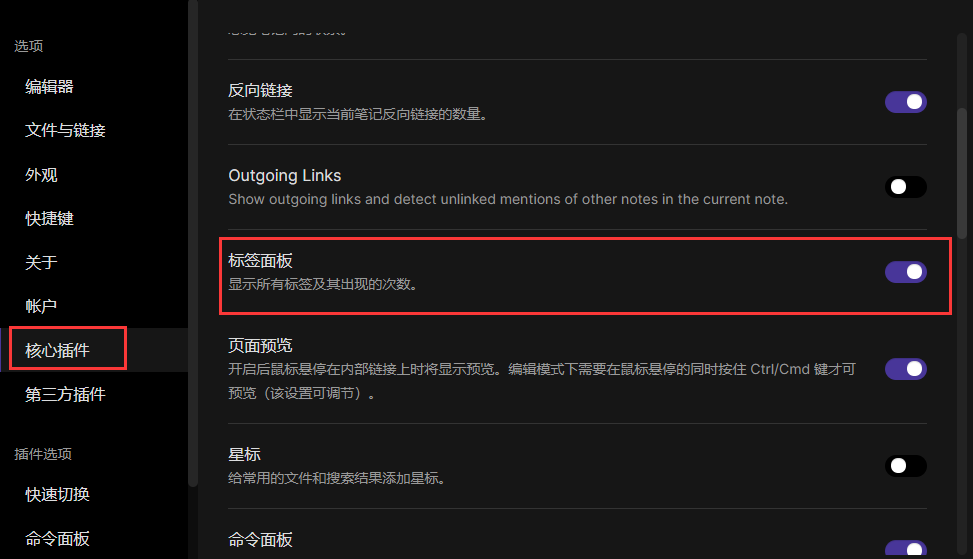 选项
编辑器
文件与链接
外观
快捷键
关于
帐户
核心插件
第三方插件
插件选项
快速切换
命令面板
反向链接
在状态栏中显示当前笔记反向链接的数量。
Outgoing Links
Show outgoing links and detect unlinked mentions of other notes in the current note.
标签面板
显示所有标签及其出现的次数。
页面预览
开启后鼠标悬停在内部链接上时将显示预览。编辑模式下需要在鼠标悬停的同时按住 Ctrl/Cmd 键才可
预览（该设置可调节）。
星标
给常用的文件和搜索结果添加星标。
命令面板